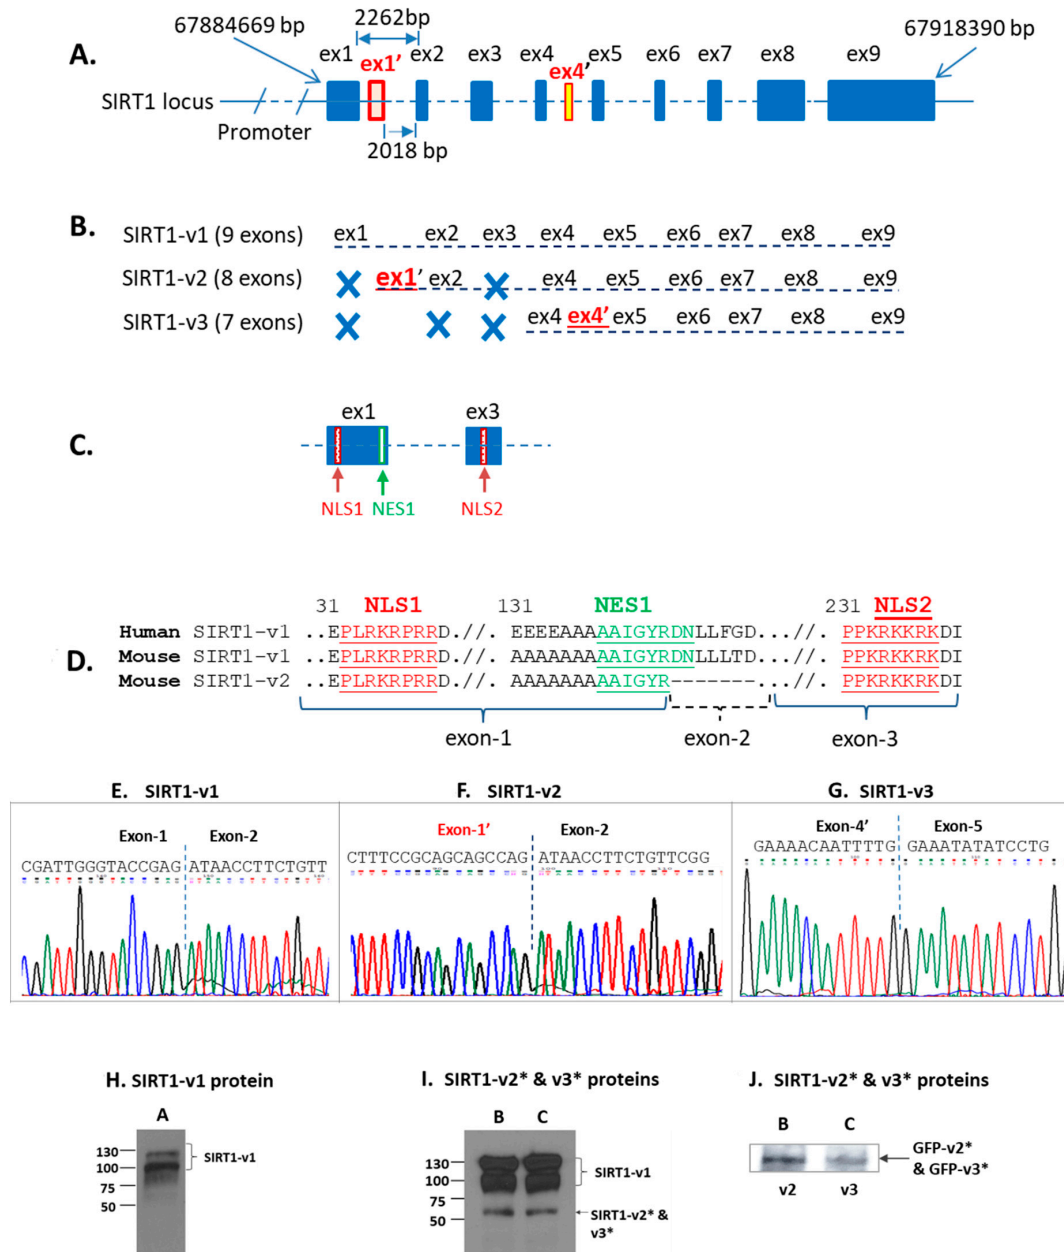 67884669 bp
2262bp
67918390 bp
A.
ex1 ex1’ ex2 ex3 ex4 ex4’ ex5 ex6 ex7 ex8 ex9
SIRT1 locus
Promoter
2018 bp
B.
SIRT1-v1 (9 exons) ex1 ex2 ex3 ex4 ex5 ex6 ex7 ex8 ex9
SIRT1-v2 (8 exons) ex1’ ex2 ex4 ex5 ex6 ex7 ex8 ex9
SIRT1-v3 (7 exons) ex4 ex4’ ex5 ex6 ex7 ex8 ex9
C.
ex1 ex3
NLS1 NES1 NLS2
D.
31 NLS1 131 NES1 231 NLS2
Human SIRT1-v1 ..EPLRKRPRRD.//. EEEEAAAAAIGYRDNLLFGD...//. PPKRKKRKDI
Mouse SIRT1-v1 ..EPLRKRPRRD.//. AAAAAAAAAIGYRDNLLLTD...//. PPKRKKRKDI
Mouse SIRT1-v2 ..EPLRKRPRRD.//. AAAAAAAAAIGYR-------...//. PPKRKKRKDI
exon-1 exon-2 exon-3
E. SIRT1-v1
Exon-1 Exon-2
CGATTGGGTACCGAG ATAACCTTCTGTT
F. SIRT1-v2
Exon-1’ Exon-2
CTTTCCGCAGCAGCCAG ATAACCTTCTGTTCGG
G. SIRT1-v3
Exon-4’ Exon-5
GAAAACAATTTTG GAAATATATCCTG
H. SIRT1-v1 protein
A
130
100
75
50
SIRT1-v1
I. SIRT1-v2* & v3* proteins
B C
130
100
75
50
SIRT1-v1
SIRT1-v2* &
v3*
J. SIRT1-v2* & v3* proteins
B C
GFP-v2*
& GFP-v3*
v2 v3